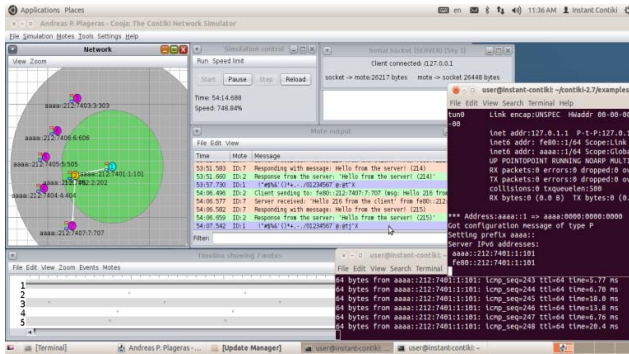 Applications Places
en 11:36 AM Instant Contiki
Andreas P. Plageras - Cooja: The Contiki Network Simulator
File Simulation Motes Tools Settings Help
Network
View Zoom
aaaa::212:7403:3:303
aaaa::212:7406:6:606
aaaa::212:7405:5:505
aaaa::212:7404:4:404
aaaa::212:7407:7:707
Simulation control
Run Speed limit
Start Pause Step Reload
Time: 54:14.688
Speed: 748.84%
Serial Socket (SERVER) (Sky 1)
Client connected: /127.0.0.1
socket -> mote:26217 bytes mote -> socket 26448 bytes
Mote output
File Edit View
Time Mote Message
53:51.583 ID:7 Responding with message: Hello from the server! (214)
53:51.660 ID:2 Response from the server: 'Hello from the server! (214)'
53:57.730 ID:1
54:06.496 ID:2 Client sending to: fe80::212:7407:7:707 (msg: Hello 216 from
54:06.577 ID:7 Server received: 'Hello 216 from the client' from fe80::212:
54:06.582 ID:7 Responding with message: Hello from the server! (215)
54:06.659 ID:2 Response from the server: 'Hello from the server! (215)'
54:07.542 ID:1
Filter:
Timeline showing 7 motes
File Edit View Zoom Events Motes
1
2
3
4
5
user@instant-contiki: ~/contiki-2.7/examples
File Edit View Search Terminal Help
tun0 Link encap:UNSPEC HWaddr 00-00-00
-00
inet addr:127.0.1.1 P-t-P:127.0.1
inet6 addr: fe80::1/64 Scope:Link
inet6 addr: aaaa::1/64 Scope:Globa
UP POINTOPOINT RUNNING NOARP MULTI
RX packets:0 errors:0 dropped:0 ov
TX packets:0 errors:0 dropped:0 ov
collisions:0 txqueuelen:500
RX bytes:0 (0.0 B) TX bytes:0 (0.
*** Address:aaaa::1 => aaaa:0000:0000:0000
Got configuration message of type P
Setting prefix aaaa::
Server IPv6 addresses:
aaaa::212:7401:1:101
fe80::212:7401:1:101
user@instant-contiki: ~
File Edit View Search Terminal
64 bytes from aaaa::212:7401:1:101: icmp_seq=243 ttl=64 time=5.77 ms
64 bytes from aaaa::212:7401:1:101: icmp_seq=244 ttl=64 time=6.70 ms
64 bytes from aaaa::212:7401:1:101: icmp_seq=245 ttl=64 time=18.0 ms
64 bytes from aaaa::212:7401:1:101: icmp_seq=246 ttl=64 time=13.8 ms
64 bytes from aaaa::212:7401:1:101: icmp_seq=247 ttl=64 time=6.76 ms
64 bytes from aaaa::212:7401:1:101: icmp_seq=248 ttl=64 time=20.4 ms
[Terminal] Andreas P. Plageras - ... [Update Manager] user@instant-contiki: ... user@instant-contiki: ~